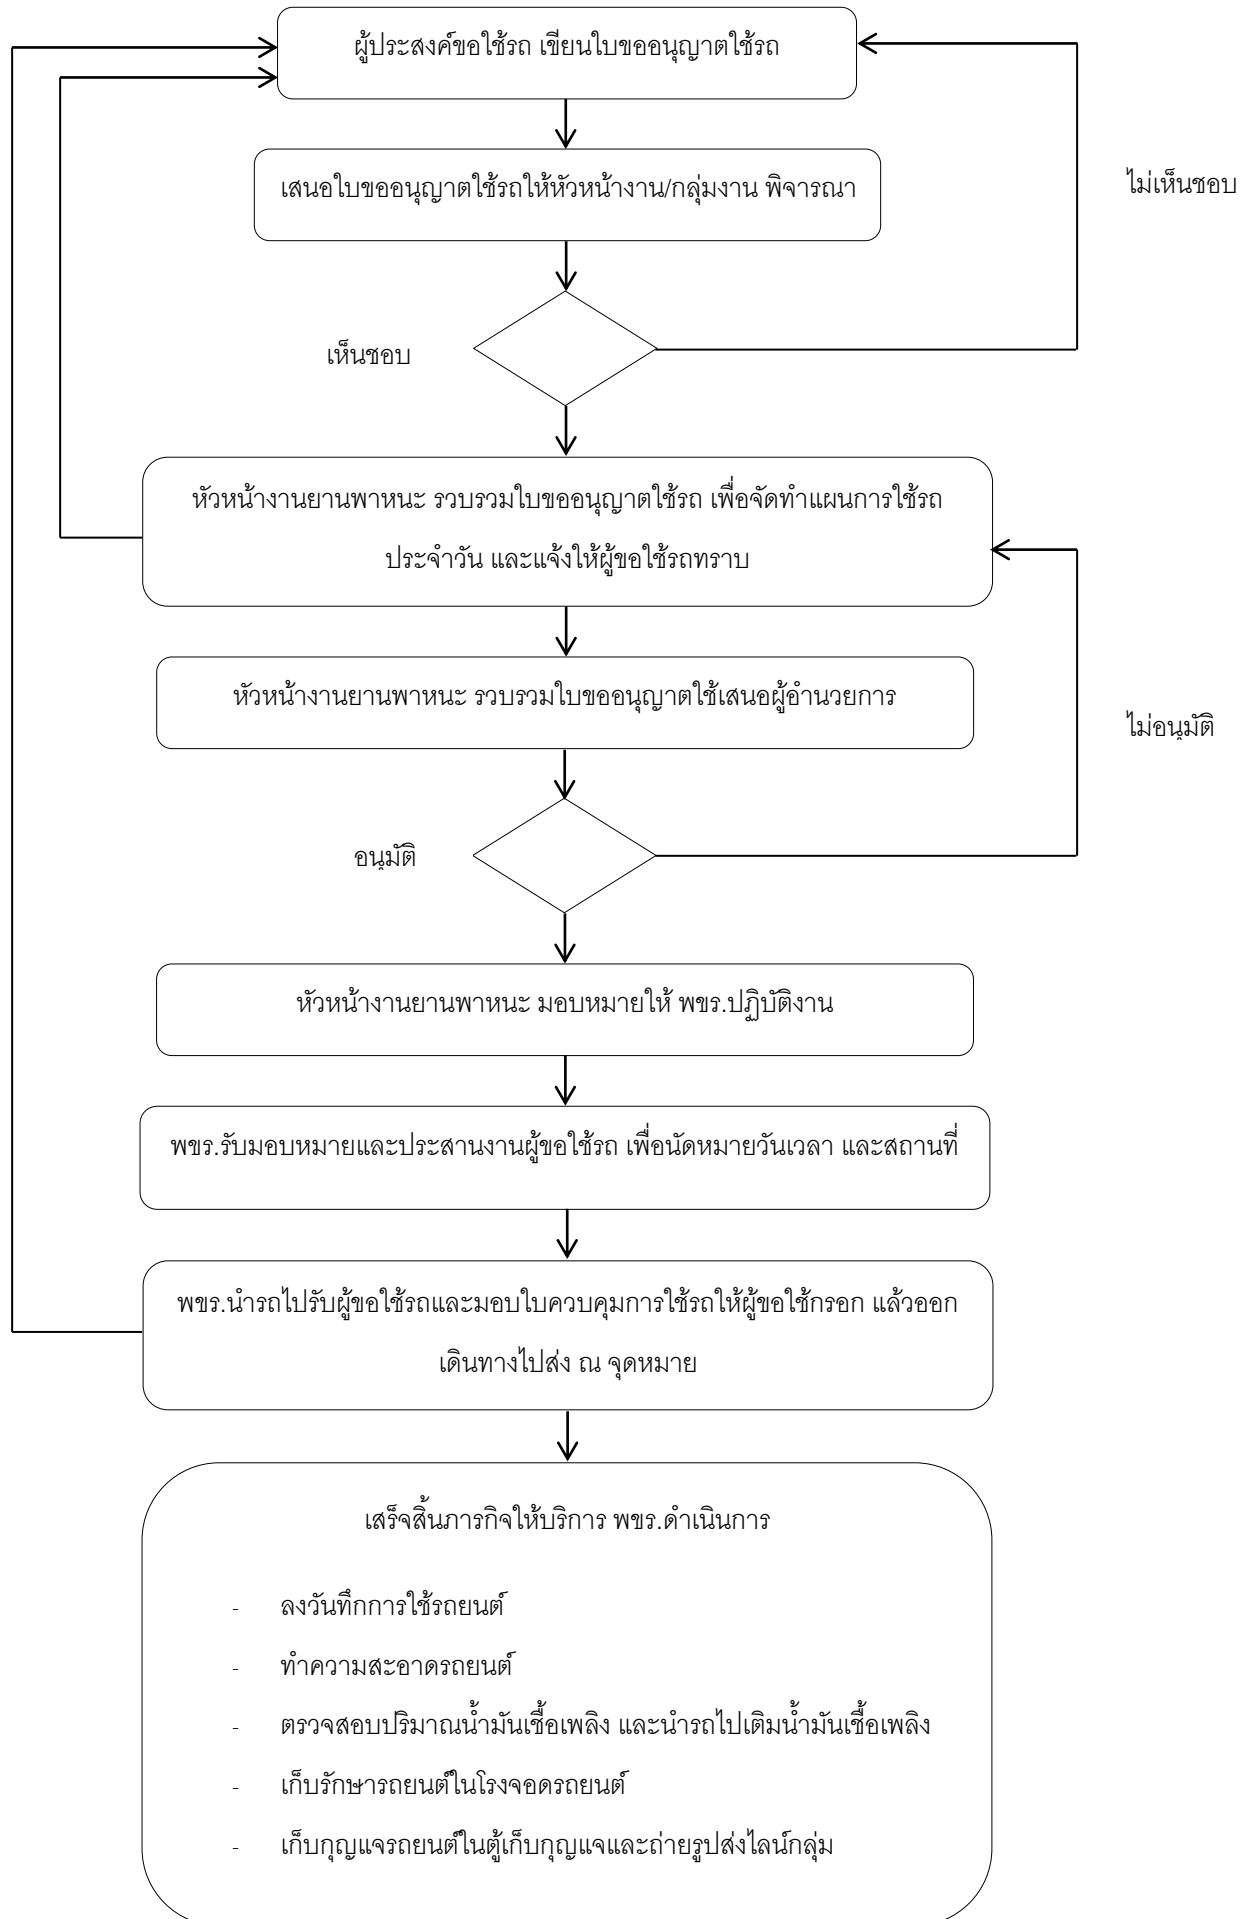 ผู้ประสงค์ขอใช้รถ เขียนใบขออนุญาตใช้รถ
เสนอใบขออนุญาตใช้รถให้หัวหน้างาน/กลุ่มงาน พิจารณา
ไม่เห็นชอบ
เห็นชอบ
หัวหน้างานยานพาหนะ รวบรวมใบขออนุญาตใช้รถ เพื่อจัดทำแผนการใช้รถ
ประจำวัน และแจ้งให้ผู้ขอใช้รถทราบ
หัวหน้างานยานพาหนะ รวบรวมใบขออนุญาตใช้เสนอผู้อำนวยการ
ไม่อนุมัติ
อนุมัติ
หัวหน้างานยานพาหนะ มอบหมายให้ พขร.ปฏิบัติงาน
พขร.รับมอบหมายและประสานงานผู้ขอใช้รถ เพื่อนัดหมายวันเวลา และสถานที่
พขร.นำรถไปรับผู้ขอใช้รถและมอบใบควบคุมการใช้รถให้ผู้ขอใช้กรอก แล้วออก
เดินทางไปส่ง ณ จุดหมาย
เสร็จสิ้นภารกิจให้บริการ พขร.ดำเนินการ
- ลงวันทึกการใช้รถยนต์
- ทำความสะอาดรถยนต์
- ตรวจสอบปริมาณน้ำมันเชื้อเพลิง และนำรถไปเติมน้ำมันเชื้อเพลิง
- เก็บรักษารถยนต์ในโรงจอดรถยนต์
- เก็บกุญแจรถยนต์ในตู้เก็บกุญแจและถ่ายรูปส่งไลน์กลุ่ม